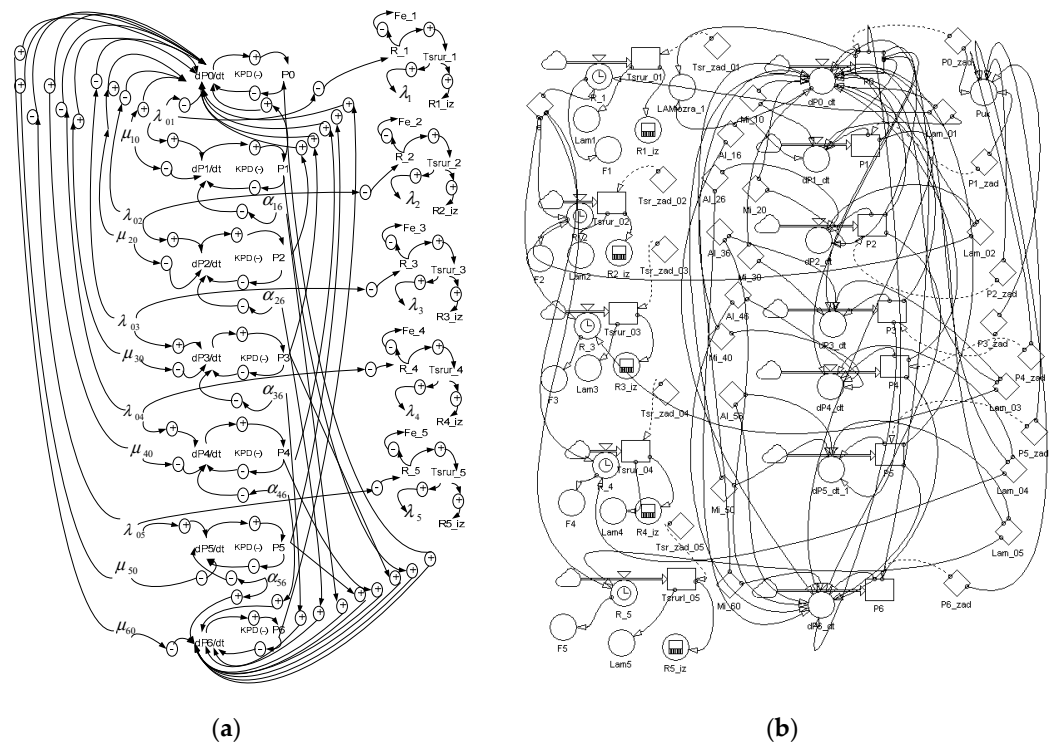 Fe_1
R_1
Tsrur_1
λ1
R1_iz
dP0/dt
KPD (-)
P0
λ01
μ10
dP1/dt
KPD (-)
P1
α16
Fe_2
R_2
Tsrur_2
λ2
R2_iz
λ02
μ20
dP2/dt
KPD (-)
P2
α26
Fe_3
R_3
Tsrur_3
λ3
R3_iz
λ03
μ30
dP3/dt
KPD (-)
P3
α36
Fe_4
R_4
Tsrur_4
λ4
R4_iz
λ04
μ40
dP4/dt
KPD (-)
P4
α46
Fe_5
R_5
Tsrur_5
λ5
R5_iz
λ05
μ50
dP5/dt
KPD (-)
P5
α56
μ60
dP6/dt
KPD (-)
P6
(a)
Tsrur_01
Tsr_zad_01
R_1
LAMozra_1
Lam1
R1_iz
F1
P0_zad
Pux
dP0_dt
Mi_10
Lam_01
Al_16
P1
dP1_dt
P1_zad
Tsr_zad_02
Tsrur_02
Al_26
Mi_20
P2
dP2_dt
Lam_02
F2
Lam2
R2_iz
Tsr_zad_03
Al_36
Mi_30
P2_zad
Tsrur_03
R_3
Al_46
P3
dP3_dt
P3_zad
Mi_40
F3
Lam3
R3_iz
P4
dP4_dt
P4_zad
Lam_03
Tsr_zad_04
Al_56
P5_zad
Tsrur_04
R_4
P5
dP5_dt_1
Lam_04
F4
Lam4
R4_iz
Mi_50
Tsr_zad_05
Lam_05
Tsrurl_05
R_5
Mi_60
P6
dP6_dt
P6_zad
F5
Lam5
R5_iz
(b)